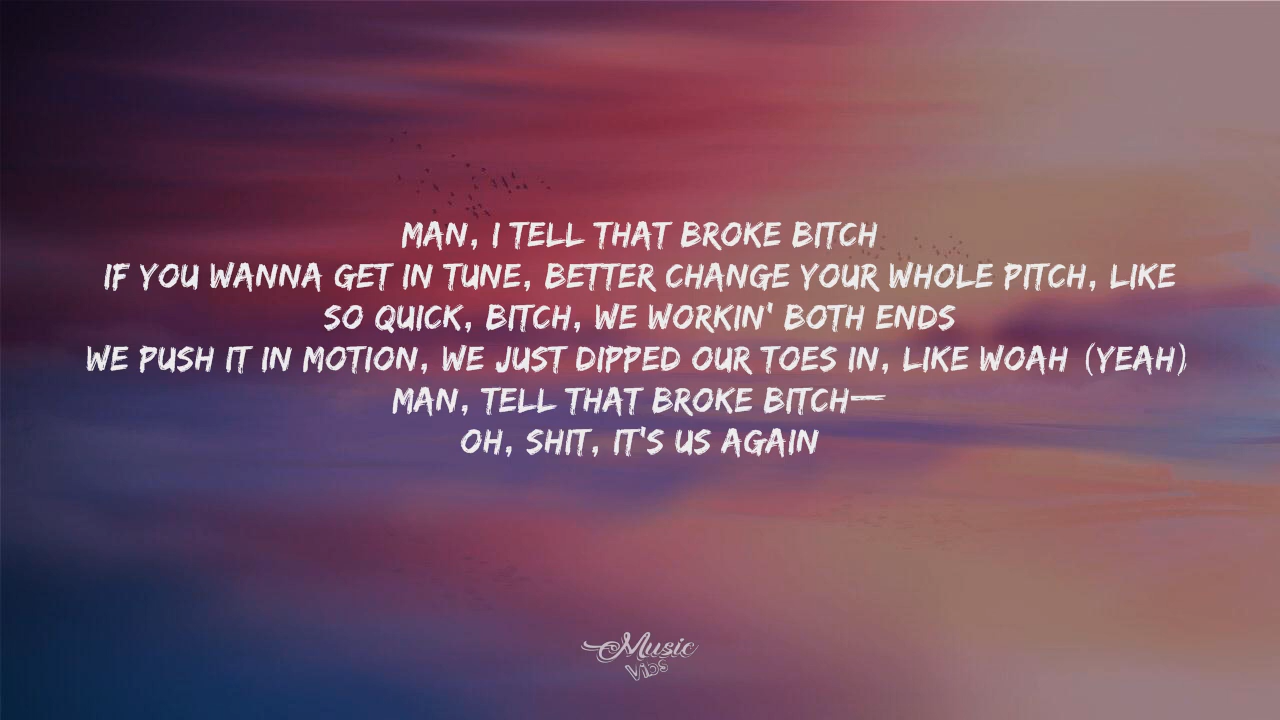 MAN, I TELL THAT BROKE BITCH
IF YOU WANNA GET IN TUNE, BETTER CHANGE YOUR WHOLE PITCH, LIKE
SO QUICK, BITCH, WE WORKIN' BOTH ENDS
WE PUSH IT IN MOTION, WE JUST DIPPED OUR TOES IN, LIKE WOAH (YEAH)
MAN, TELL THAT BROKE BITCH—
OH, SHIT, IT'S US AGAIN
Music
Vibs